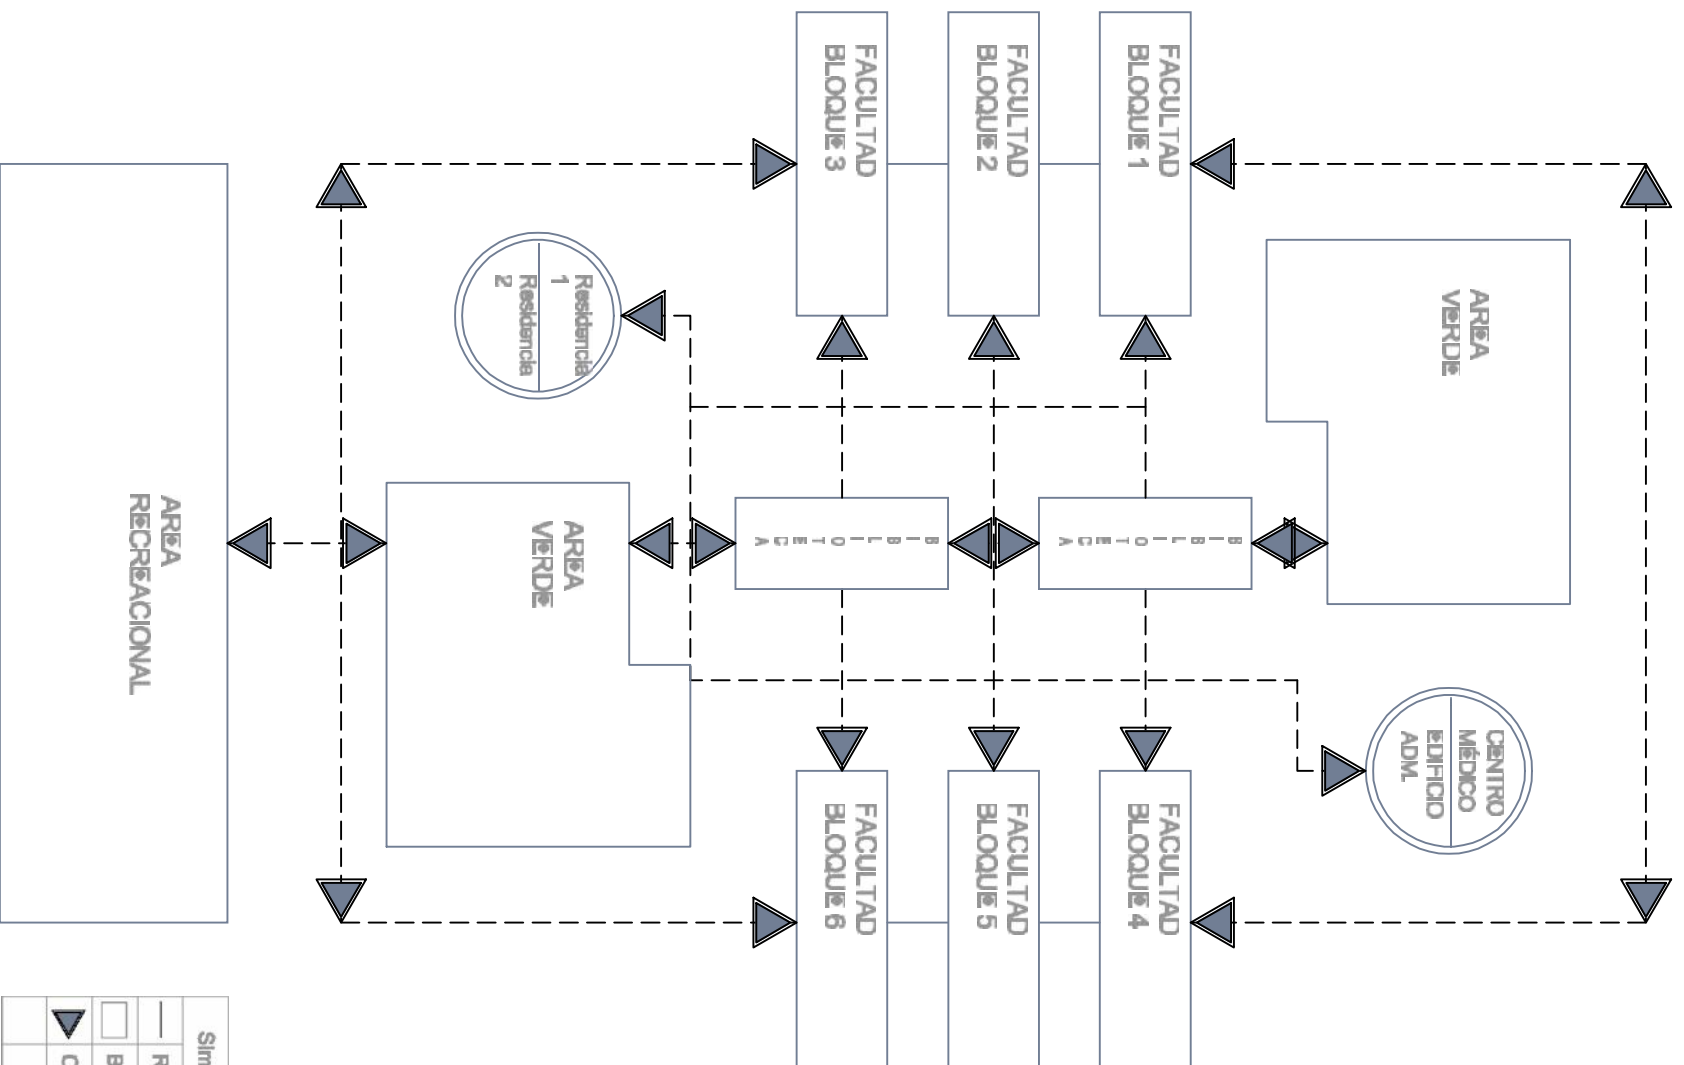 FACULTAD
BLOQUE 3
FACULTAD
BLOQUE 2
FACULTAD
BLOQUE 1
AREA
VERDE
Residencia
1
Residencia
2
AREA
RECREACIONAL
AREA
VERDE
BIBLIOTECA
BIBLIOTECA
CENTRO
MÉDICO
EDIFICIO
ADM.
FACULTAD
BLOQUE 6
FACULTAD
BLOQUE 5
FACULTAD
BLOQUE 4